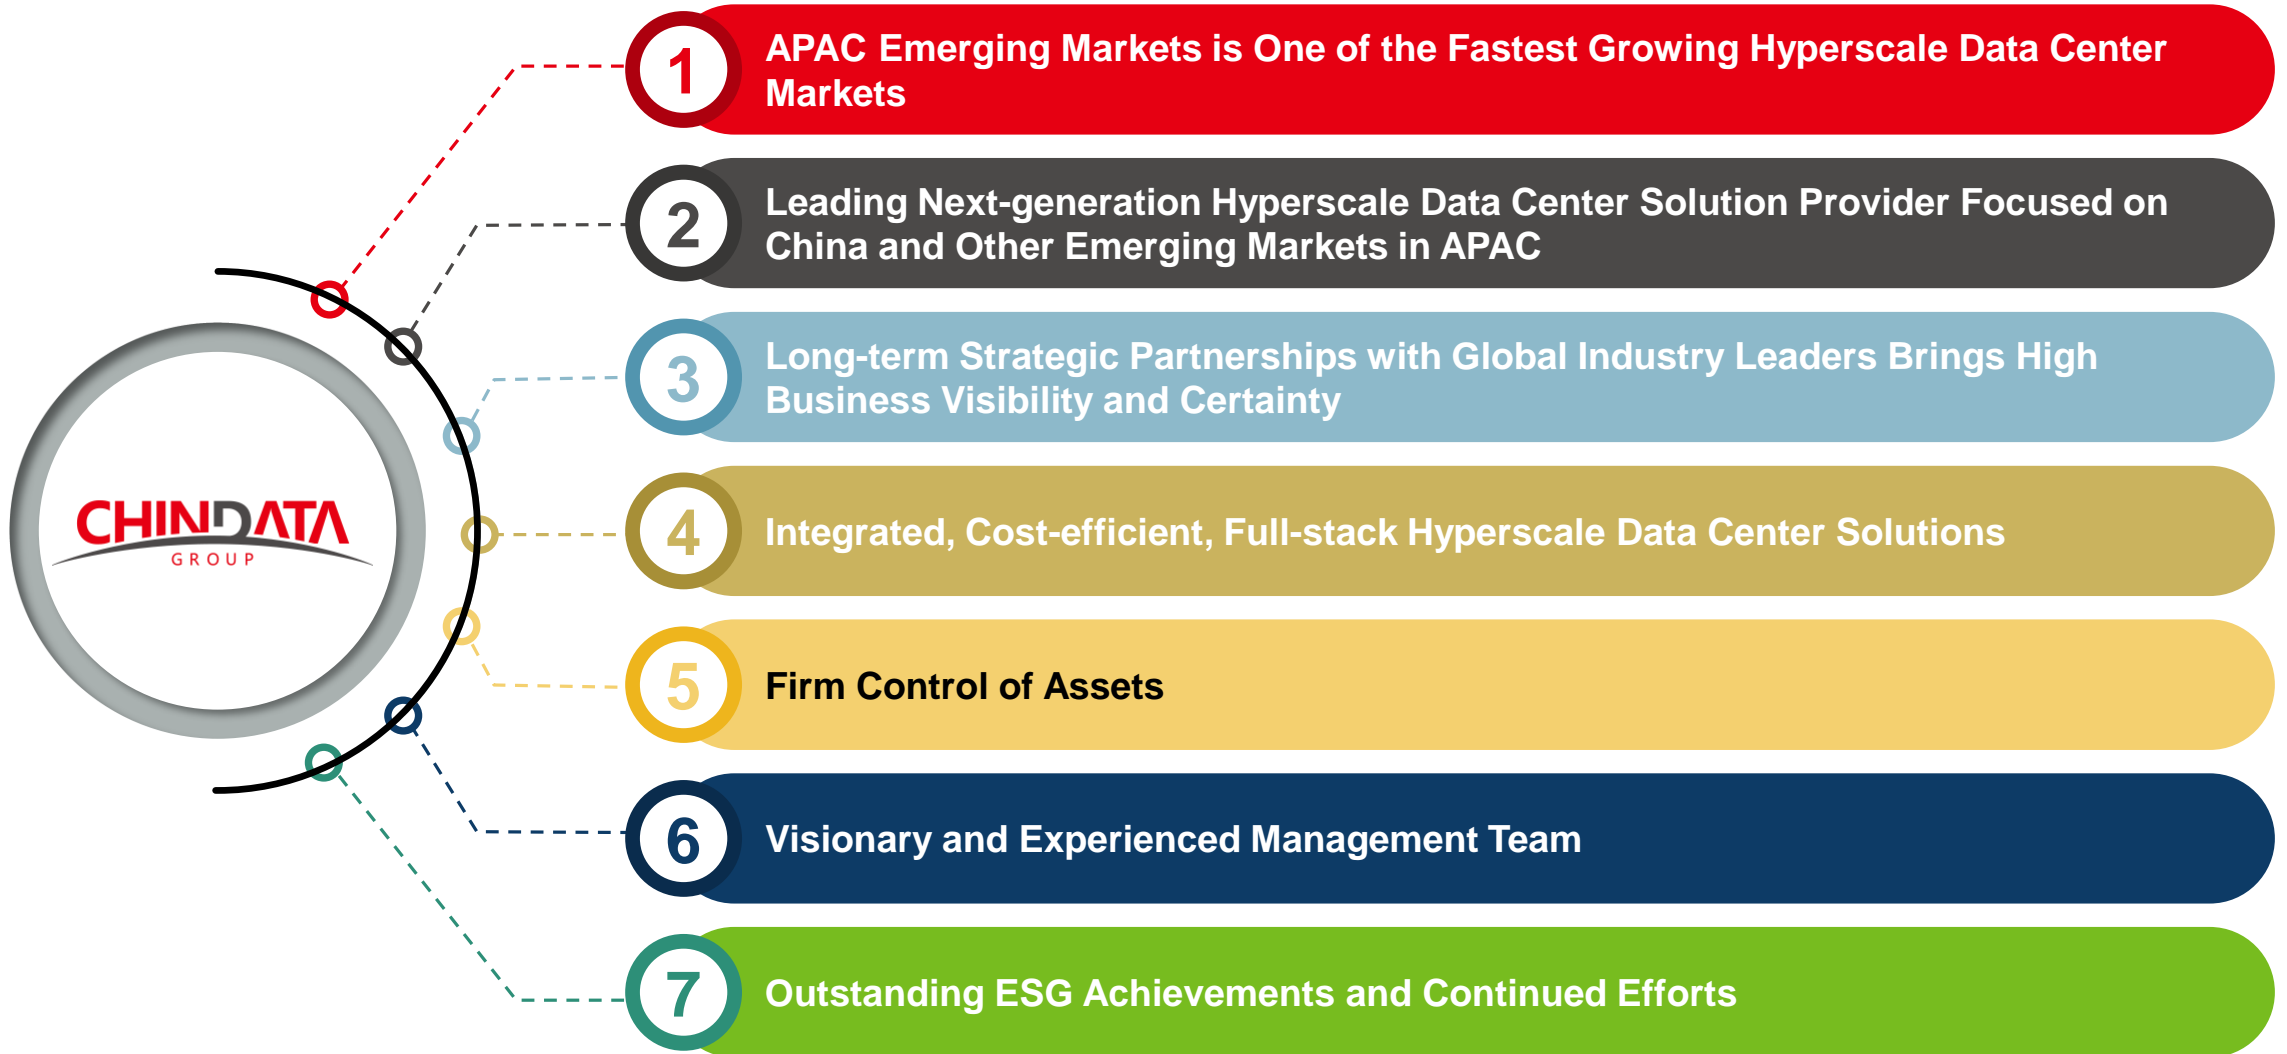 CHINDATA
GROUP
1
APAC Emerging Markets is One of the Fastest Growing Hyperscale Data Center
Markets
2
Leading Next-generation Hyperscale Data Center Solution Provider Focused on
China and Other Emerging Markets in APAC
3
Long-term Strategic Partnerships with Global Industry Leaders Brings High
Business Visibility and Certainty
4
Integrated, Cost-efficient, Full-stack Hyperscale Data Center Solutions
5
Firm Control of Assets
6
Visionary and Experienced Management Team
7
Outstanding ESG Achievements and Continued Efforts